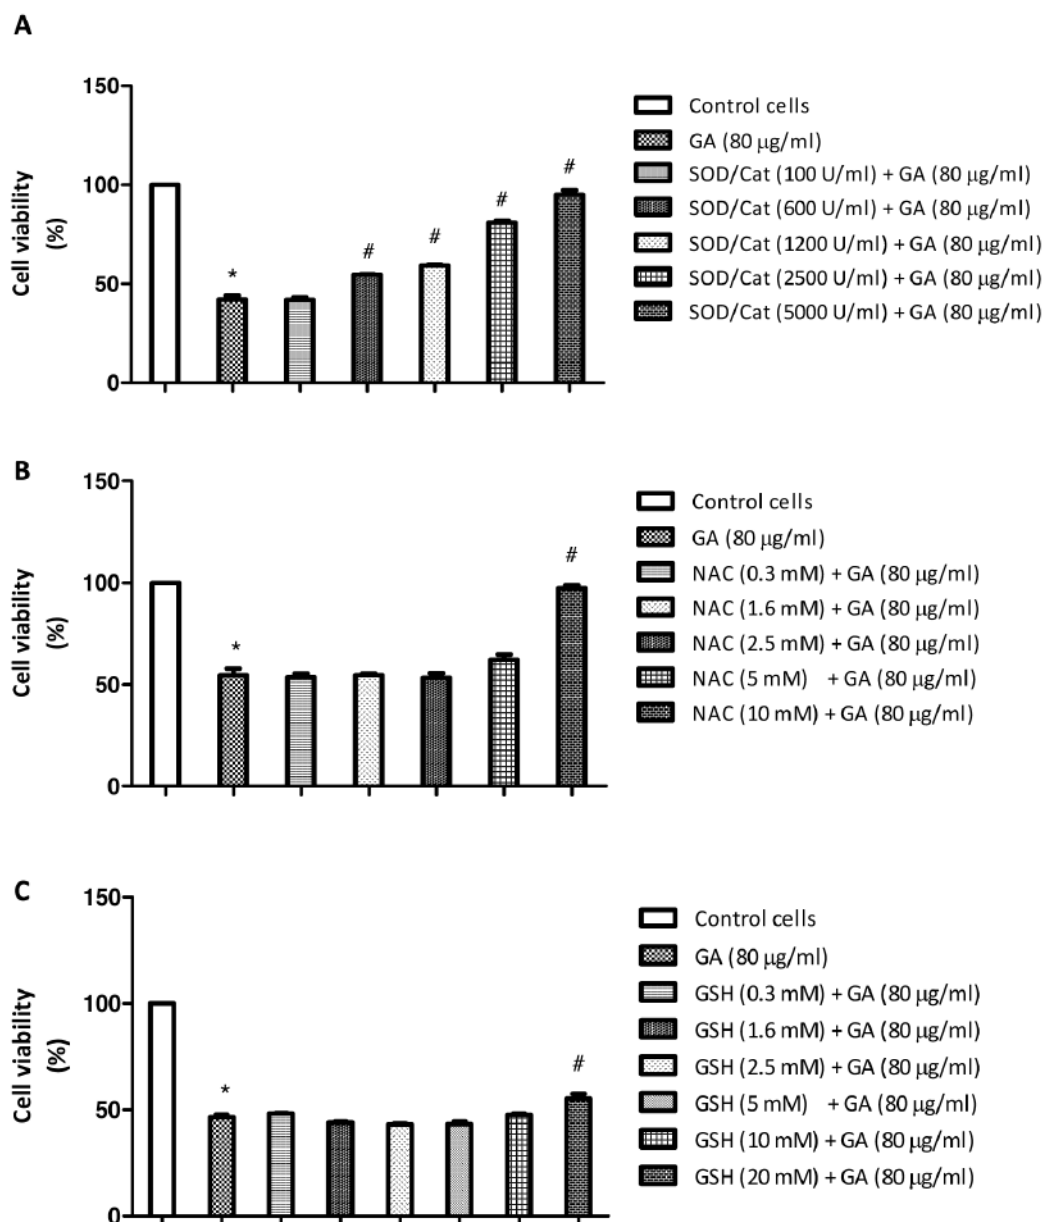 A
150
100
50
0
Cell viability
(%)
*
#
#
#
#
Control cells
GA (80 µg/ml)
SOD/Cat (100 U/ml) + GA (80 µg/ml)
SOD/Cat (600 U/ml) + GA (80 µg/ml)
SOD/Cat (1200 U/ml) + GA (80 µg/ml)
SOD/Cat (2500 U/ml) + GA (80 µg/ml)
SOD/Cat (5000 U/ml) + GA (80 µg/ml)
B
150
100
50
0
Cell viability
(%)
*
#
Control cells
GA (80 µg/ml)
NAC (0.3 mM) + GA (80 µg/ml)
NAC (1.6 mM) + GA (80 µg/ml)
NAC (2.5 mM) + GA (80 µg/ml)
NAC (5 mM) + GA (80 µg/ml)
NAC (10 mM) + GA (80 µg/ml)
C
150
100
50
0
Cell viability
(%)
*
#
Control cells
GA (80 µg/ml)
GSH (0.3 mM) + GA (80 µg/ml)
GSH (1.6 mM) + GA (80 µg/ml)
GSH (2.5 mM) + GA (80 µg/ml)
GSH (5 mM) + GA (80 µg/ml)
GSH (10 mM) + GA (80 µg/ml)
GSH (20 mM) + GA (80 µg/ml)